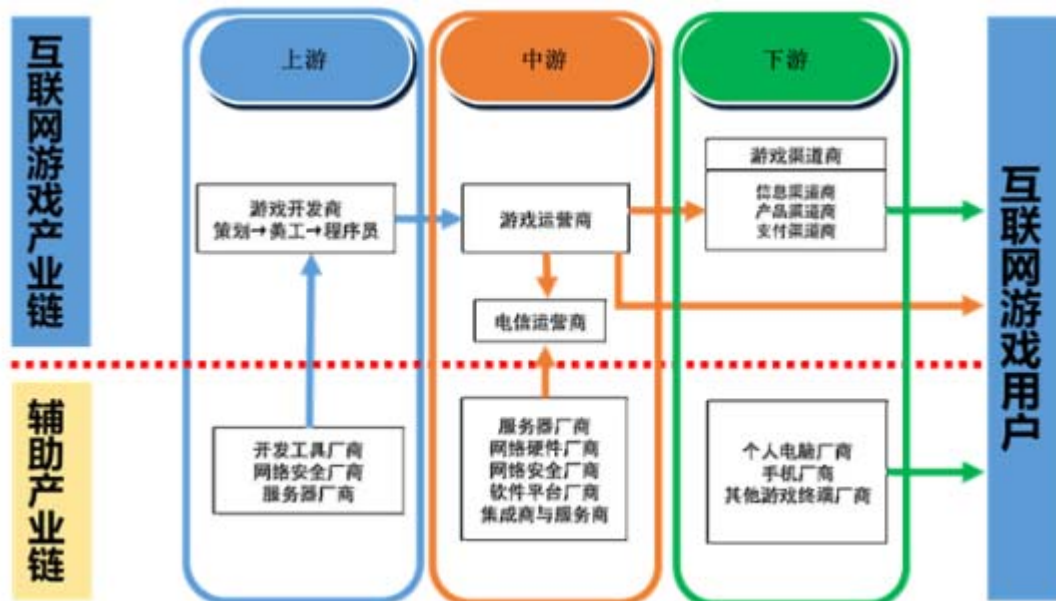 互联网游戏产业链
上游
中游
下游
游戏开发商
策划→美工→程序员
游戏运营商
电信运营商
游戏渠道商
信息渠道商
产品渠道商
支付渠道商
互联网游戏用户
辅助产业链
开发工具厂商
网络安全厂商
服务器厂商
服务器厂商
网络硬件厂商
网络安全厂商
软件平台厂商
集成商与服务商
个人电脑厂商
手机厂商
其他游戏终端厂商